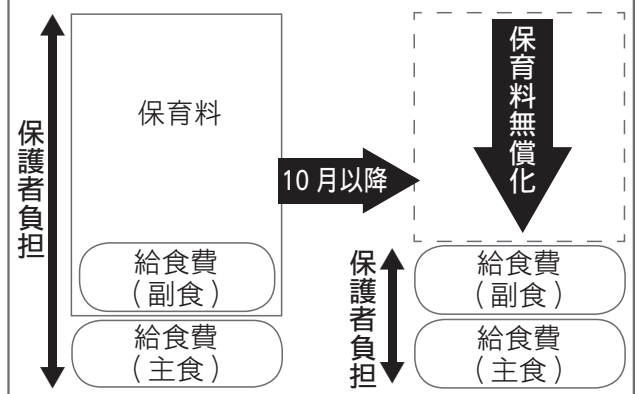 保護者負担
保育料
給食費
(副食)
給食費
(主食)
10月以降
保育料無償化
保護者負担
給食費
(副食)
給食費
(主食)